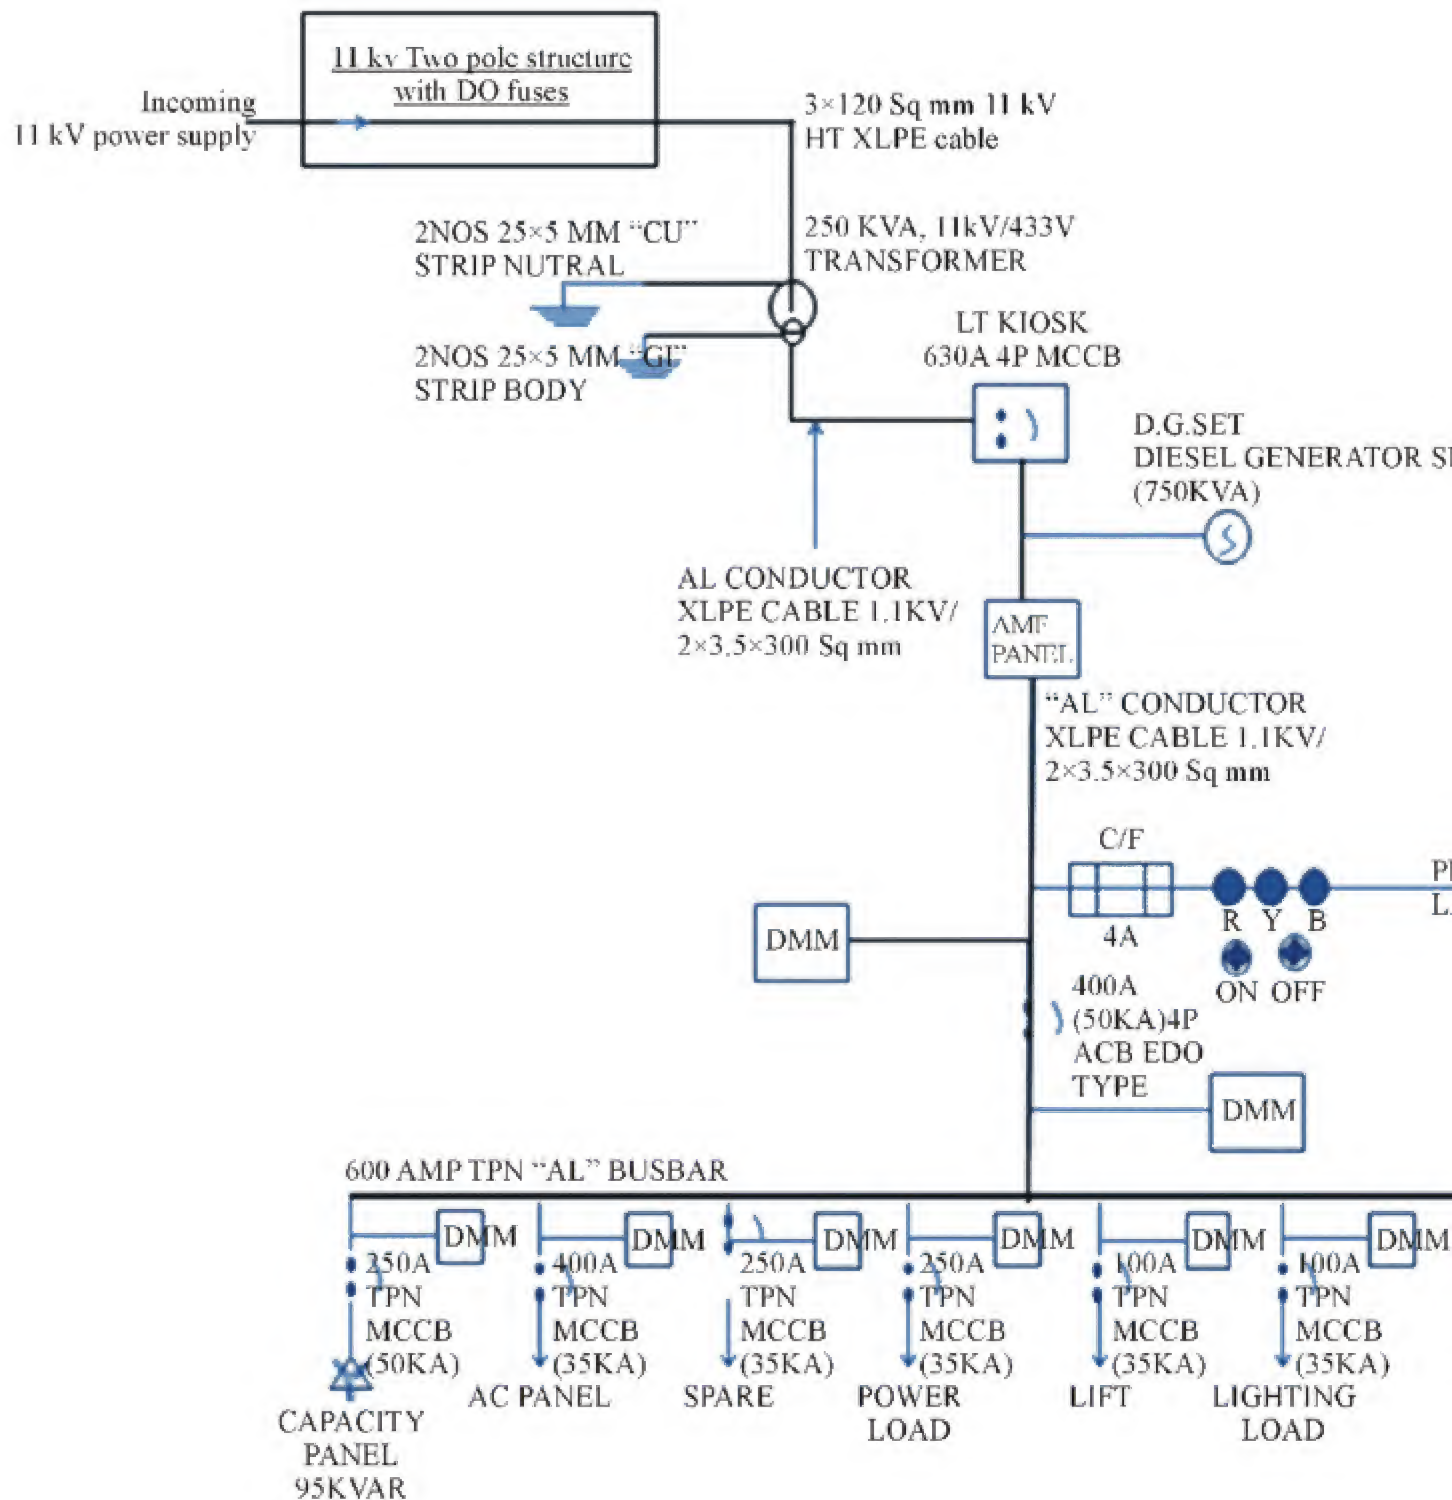 11 kv Two pole structure
with DO fuses
Incoming
11 kV power supply
3×120 Sq mm 11 kV
HT XLPE cable
2NOS 25×5 MM “CU”
STRIP NUTRAL
250 KVA, 11kV/433V
TRANSFORMER
2NOS 25×5 MM “GI”
STRIP BODY
LT KIOSK
630A 4P MCCB
D.G.SET
DIESEL GENERATOR
(750KVA)
AL CONDUCTOR
XLPE CABLE 1.1KV/
2×3.5×300 Sq mm
AMF
PANEL
“AL” CONDUCTOR
XLPE CABLE 1.1KV/
2×3.5×300 Sq mm
C/F
4A
R Y B
ON OFF
DMM
400A
(50KA)4P
ACB EDO
TYPE
DMM
600 AMP TPN “AL” BUSBAR
DMM
250A
TPN
MCCB
(50KA)
CAPACITY
PANEL
95KVAR
DMM
400A
TPN
MCCB
(35KA)
AC PANEL
DMM
250A
TPN
MCCB
(35KA)
SPARE
DMM
250A
TPN
MCCB
(35KA)
POWER
LOAD
DMM
100A
TPN
MCCB
(35KA)
LIFT
DMM
100A
TPN
MCCB
(35KA)
LIGHTING
LOAD